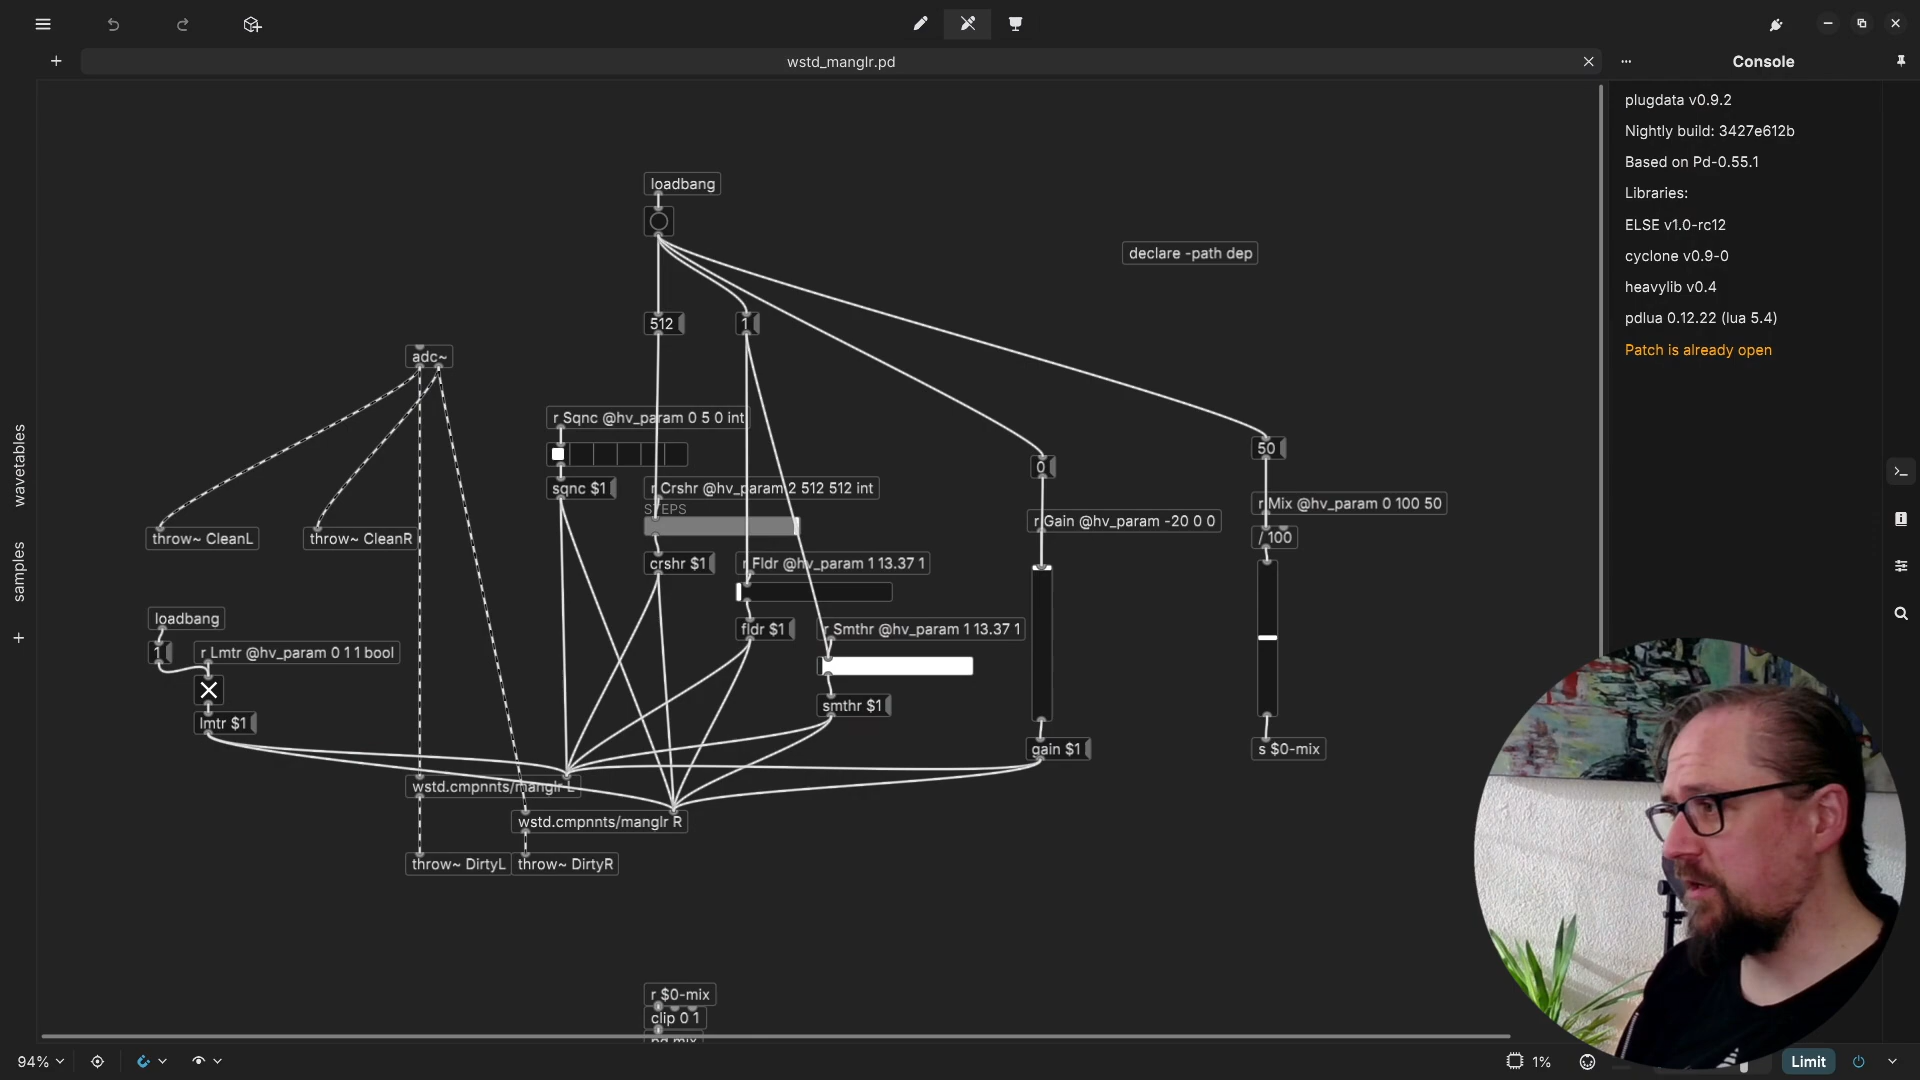 wstd_manglr.pd
Console
plugdata v0.9.2
Nightly build: 3427e612b
Based on Pd-0.55.1
Libraries:
ELSE v1.0-rc12
cyclone v0.9-0
heavylib v0.4
pdlua 0.12.22 (lua 5.4)
Patch is already open
wavetables
samples
loadbang
declare -path dep
512
1
adc~
r Sqnc @hv_param 0 5 0 int
sqnc $1
r Crshr @hv_param 2 512 512 int
STEPS
crshr $1
0
50
r Mix @hv_param 0 100 50
r Gain @hv_param -20 0 0
/ 100
throw~ CleanL
throw~ CleanR
r Fldr @hv_param 1 13.37 1
fldr $1
r Smthr @hv_param 1 13.37 1
smthr $1
loadbang
1
r Lmtr @hv_param 0 1 1 bool
lmtr $1
gain $1
s $0-mix
wstd.cmpnnts/manglr L
wstd.cmpnnts/manglr R
throw~ DirtyL
throw~ DirtyR
r $0-mix
clip 0 1
pd mix
94%
1%
Limit